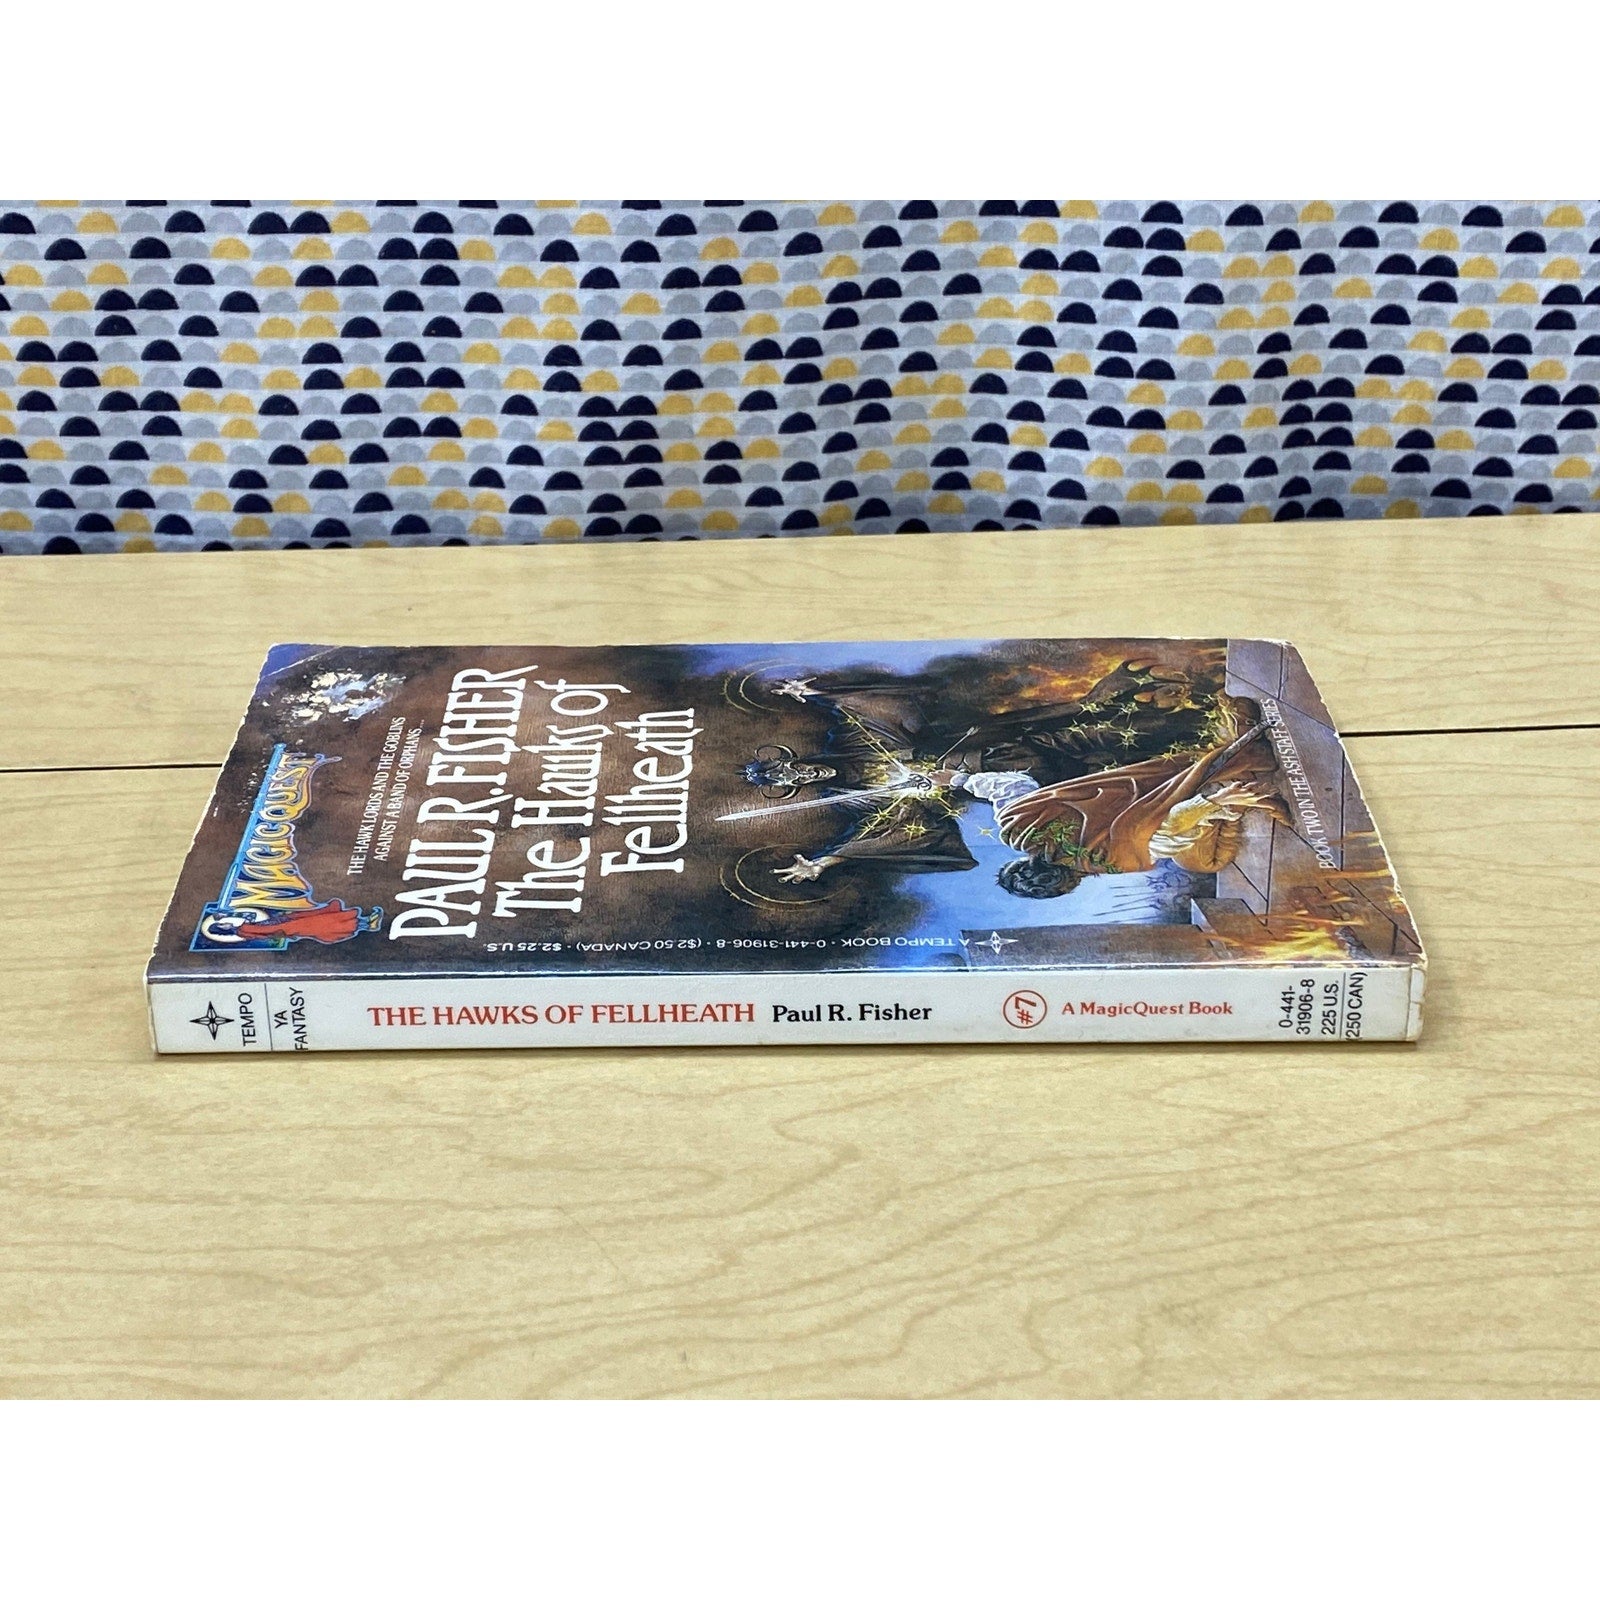 MAGICQUEST
THE HAWK LORDS AND THE GOBLINS
AGAINST A BAND OF ORPHANS...
PAUL R. FISHER
The Hawks of
Fellheath
BOOK TWO IN THE ASH STAFF SERIES
A TEMPO BOOK • 0-441-31906-8 • ($2.50 CANADA) • $2.25 U.S.
TEMPO
YA
FANTASY
THE HAWKS OF FELLHEATH Paul R. Fisher
#7
A MagicQuest Book
0-441-
31906-8
225 U.S.
(250 CAN)